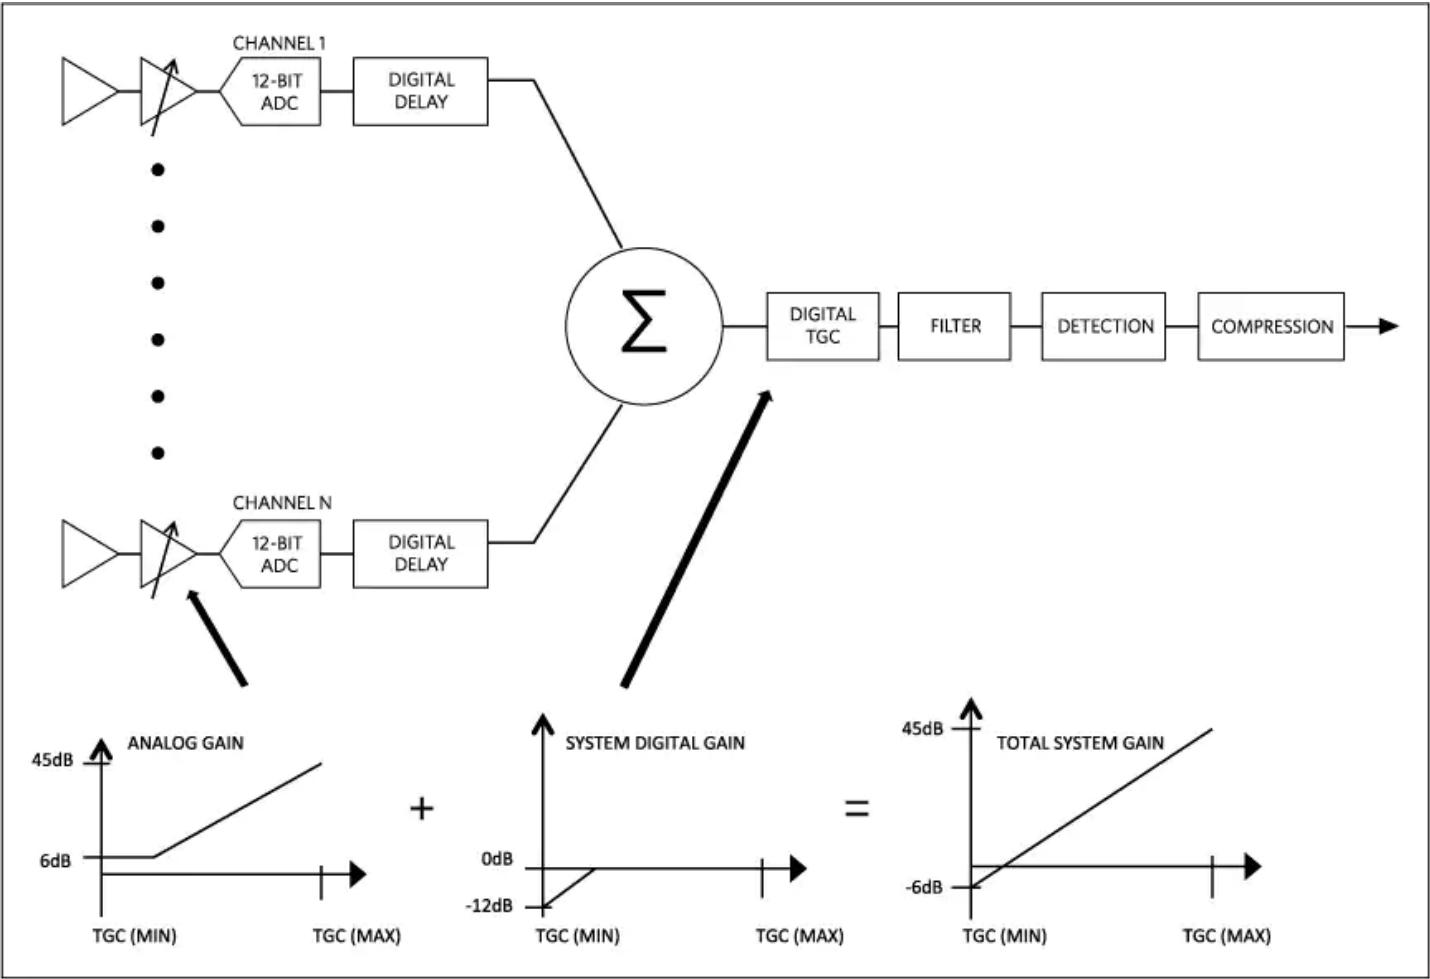 CHANNEL 1
12-BIT
ADC
DIGITAL
DELAY
Σ
DIGITAL
TGC
FILTER
DETECTION
COMPRESSION
CHANNEL N
12-BIT
ADC
DIGITAL
DELAY
ANALOG GAIN
45dB
6dB
TGC (MIN)
TGC (MAX)
+
SYSTEM DIGITAL GAIN
0dB
-12dB
TGC (MIN)
TGC (MAX)
=
45dB
TOTAL SYSTEM GAIN
-6dB
TGC (MIN)
TGC (MAX)